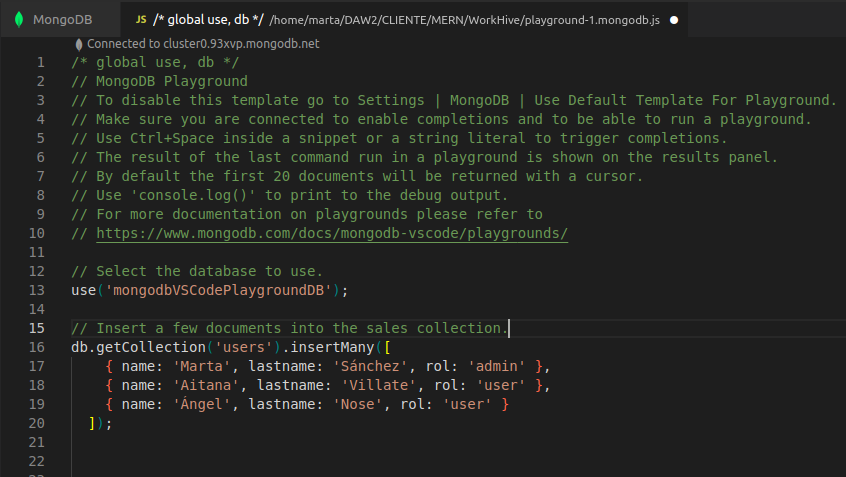 MongoDB
JS /* global use, db */ /home/marta/DAW2/CLIENTE/MERN/WorkHive/playground-1.mongodb.js
Connected to cluster0.93xvp.mongodb.net
1 /* global use, db */
2 // MongoDB Playground
3 // To disable this template go to Settings | MongoDB | Use Default Template For Playground.
4 // Make sure you are connected to enable completions and to be able to run a playground.
5 // Use Ctrl+Space inside a snippet or a string literal to trigger completions.
6 // The result of the last command run in a playground is shown on the results panel.
7 // By default the first 20 documents will be returned with a cursor.
8 // Use 'console.log()' to print to the debug output.
9 // For more documentation on playgrounds please refer to
10 // https://www.mongodb.com/docs/mongodb-vscode/playgrounds/
11
12 // Select the database to use.
13 use('mongodbVSCodePlaygroundDB');
14
15 // Insert a few documents into the sales collection.
16 db.getCollection('users').insertMany([
17     { name: 'Marta', lastname: 'Sánchez', rol: 'admin' },
18     { name: 'Aitana', lastname: 'Villate', rol: 'user' },
19     { name: 'Ángel', lastname: 'Nose', rol: 'user' }
20   ]);
21
22